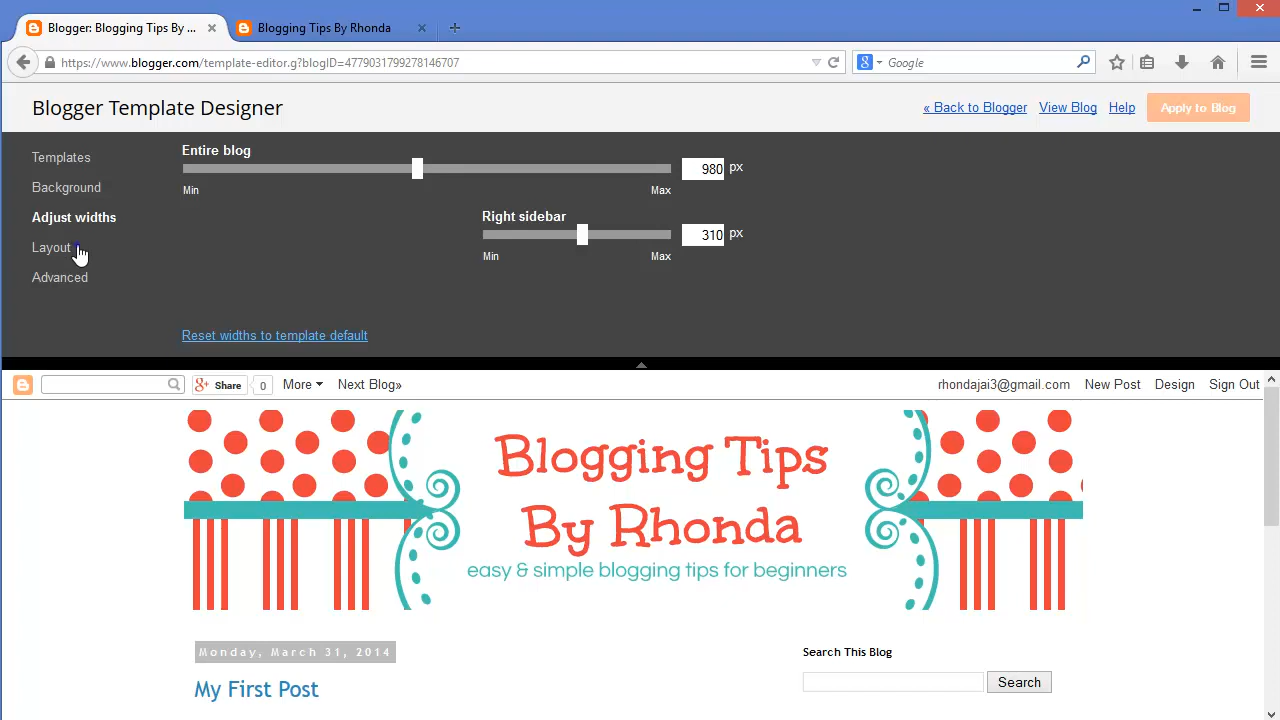 Blogger: Blogging Tips By ...
Blogging Tips By Rhonda
https://www.blogger.com/template-editor.g?blogID=4779031799278146707
Google
Blogger Template Designer
« Back to Blogger
View Blog
Help
Apply to Blog
Templates
Background
Adjust widths
Layout
Advanced
Entire blog
980 px
Min
Max
Right sidebar
310 px
Min
Max
Reset widths to template default
Share
0
More
Next Blog»
rhondajai3@gmail.com
New Post
Design
Sign Out
Blogging Tips
By Rhonda
easy & simple blogging tips for beginners
Monday, March 31, 2014
My First Post
Search This Blog
Search